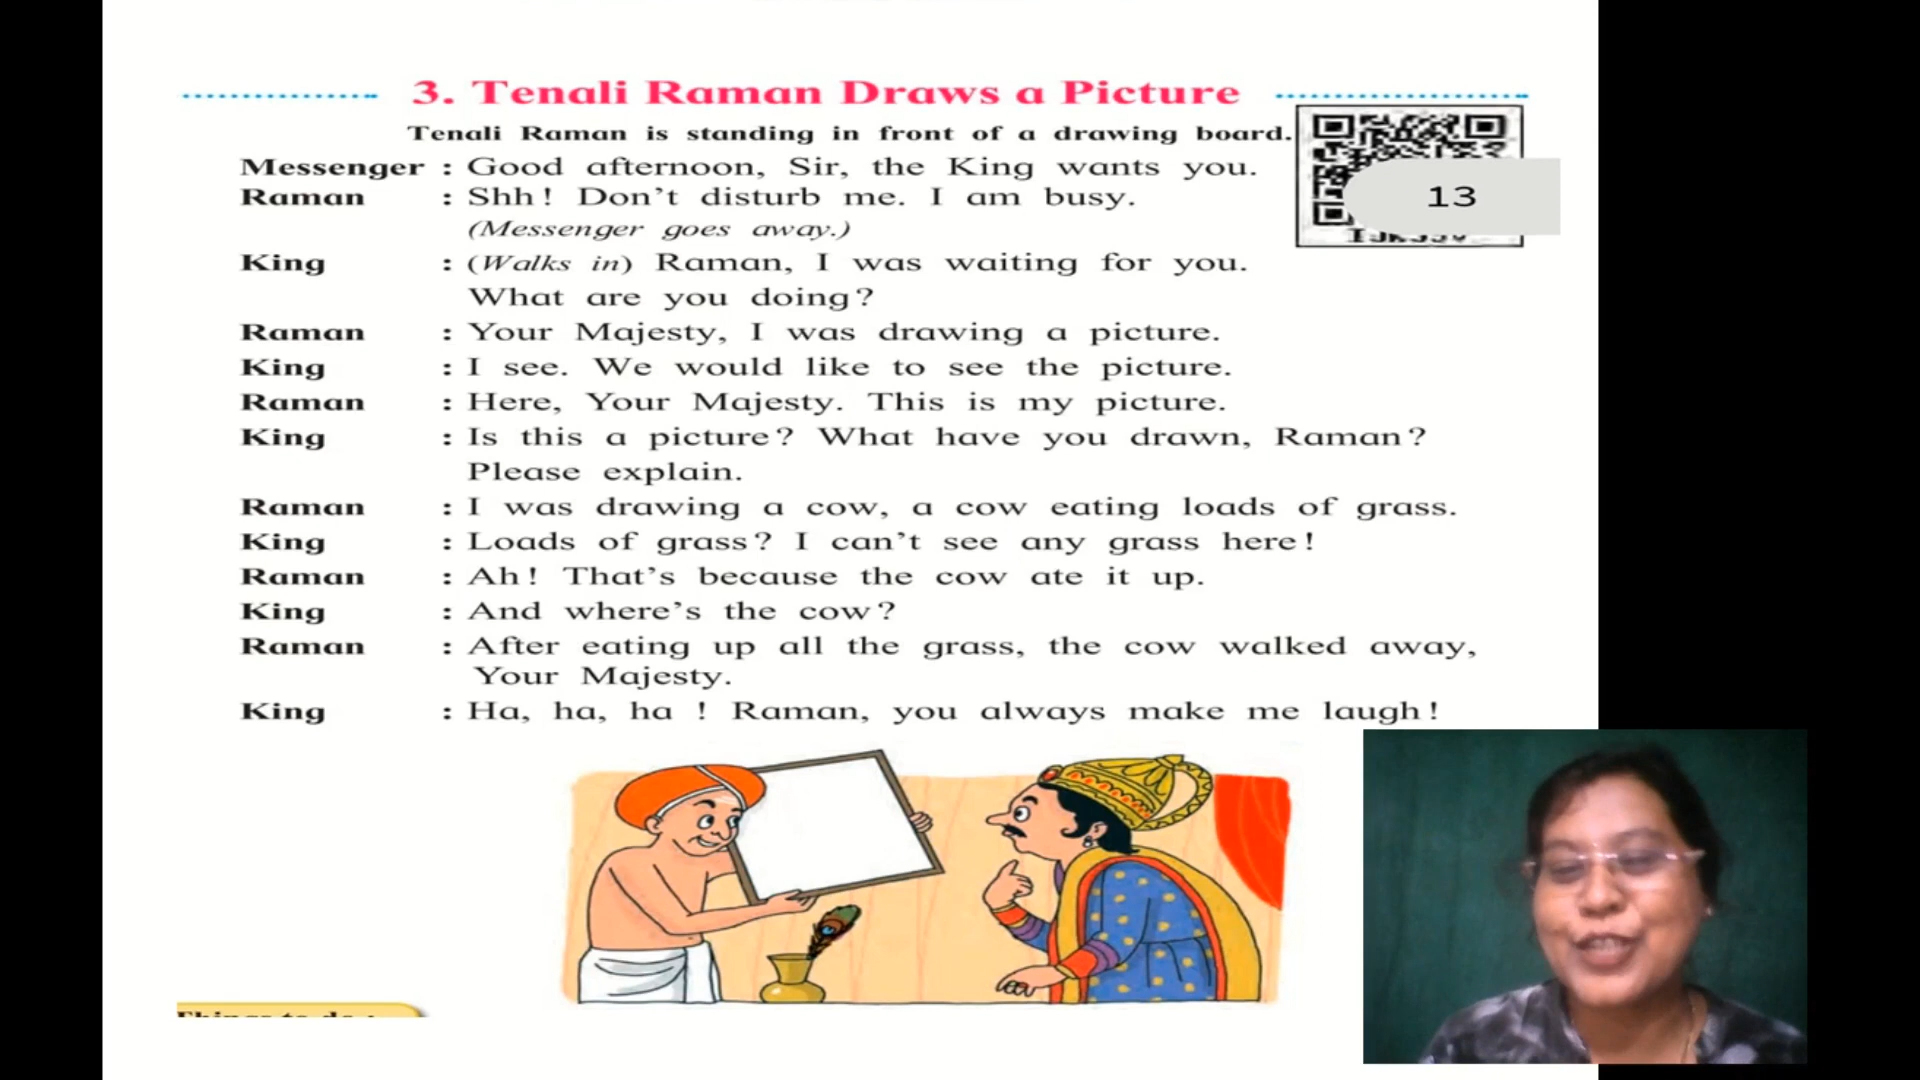 3. Tenali Raman Draws a Picture
Tenali Raman is standing in front of a drawing board.
Messenger : Good afternoon, Sir, the King wants you.
Raman : Shh! Don't disturb me. I am busy.
(Messenger goes away.)
13
King : (Walks in) Raman, I was waiting for you.
What are you doing?
Raman : Your Majesty, I was drawing a picture.
King : I see. We would like to see the picture.
Raman : Here, Your Majesty. This is my picture.
King : Is this a picture? What have you drawn, Raman?
Please explain.
Raman : I was drawing a cow, a cow eating loads of grass.
King : Loads of grass? I can't see any grass here!
Raman : Ah! That's because the cow ate it up.
King : And where's the cow?
Raman : After eating up all the grass, the cow walked away,
Your Majesty.
King : Ha, ha, ha ! Raman, you always make me laugh!
Things to do :